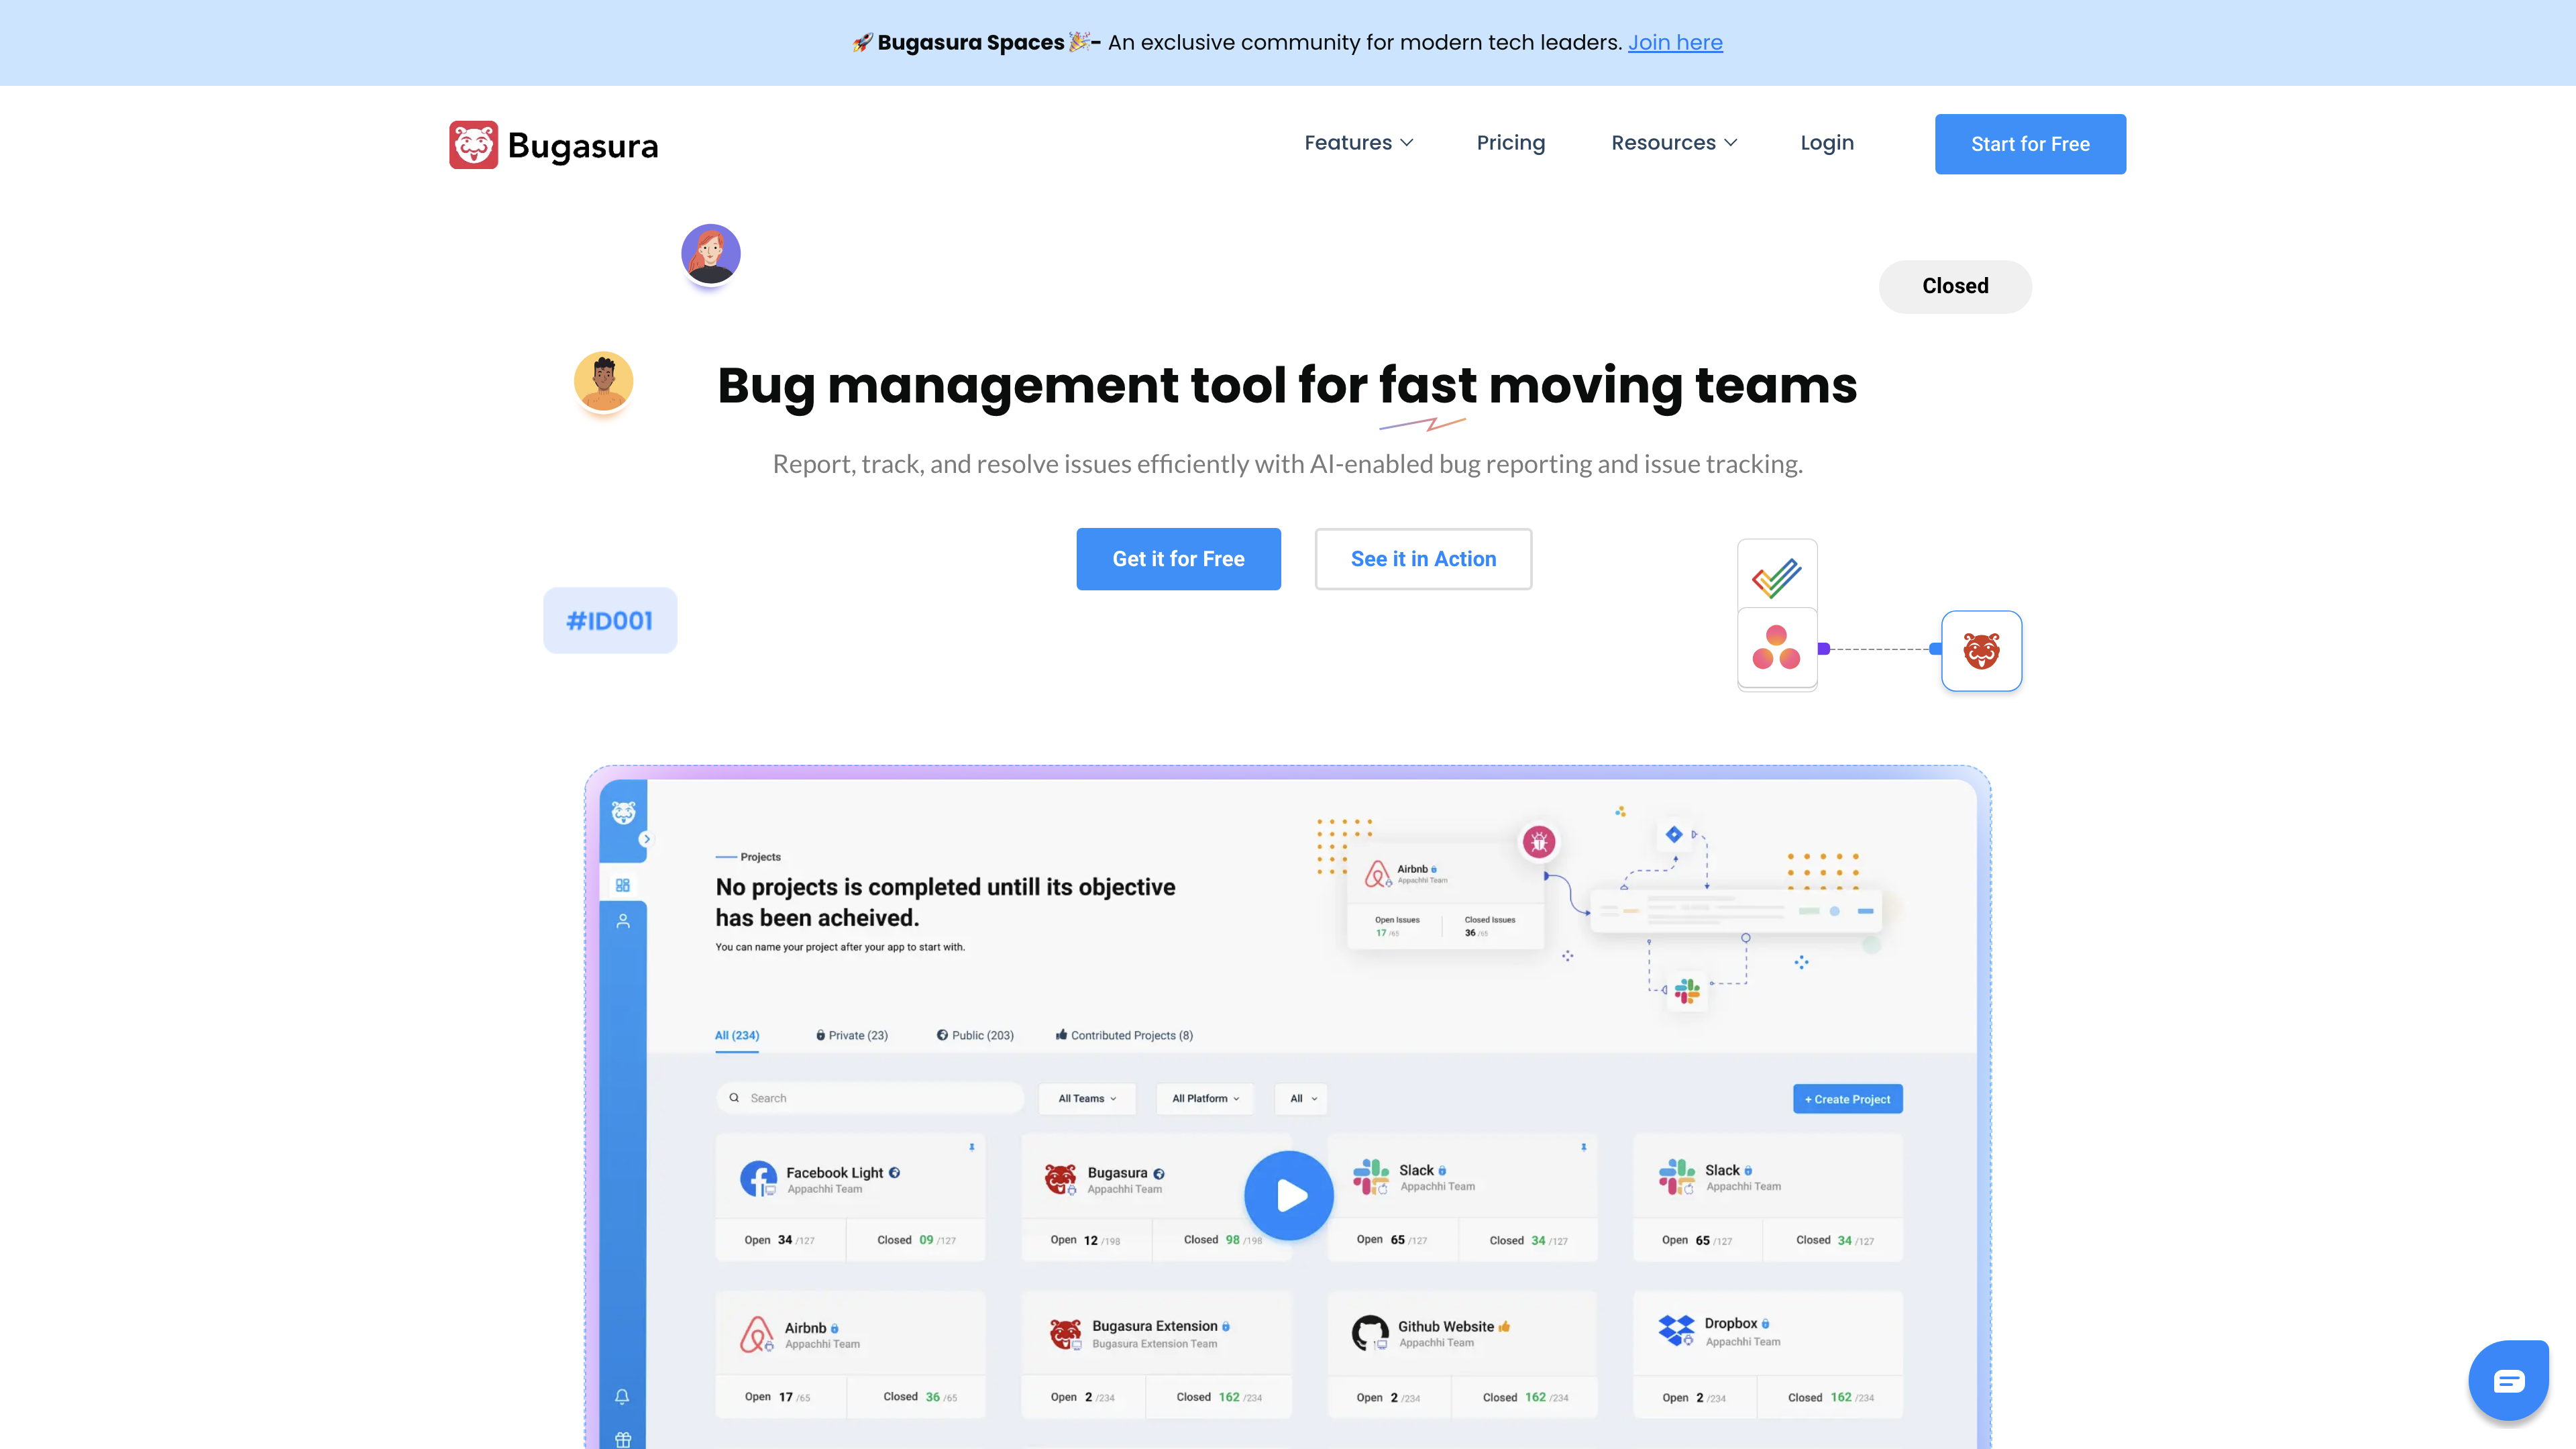 🚀 Bugasura Spaces 🎉- An exclusive community for modern tech leaders. Join here
Bugasura
Features
Pricing
Resources
Login
Start for Free
Closed
Bug management tool for fast moving teams
Report, track, and resolve issues efficiently with AI-enabled bug reporting and issue tracking.
Get it for Free
See it in Action
#ID001
Projects
No projects is completed untill its objective
has been acheived.
You can name your project after your app to start with.
Airbnb
Appachhi Team
Open Issues
17 /65
Closed Issues
36 /65
All (234)
Private (23)
Public (203)
Contributed Projects (8)
Search
All Teams
All Platform
All
+ Create Project
Facebook Light
Appachhi Team
Open 34 /127
Closed 09 /127
Bugasura
Appachhi Team
Open 12 /198
Closed 98 /198
Slack
Appachhi Team
Open 65 /127
Closed 34 /127
Slack
Appachhi Team
Open 65 /127
Closed 34 /127
Airbnb
Appachhi Team
Open 17 /65
Closed 36 /65
Bugasura Extension
Bugasura Extension Team
Open 2 /234
Closed 162 /234
Github Website
Appachhi Team
Open 2 /234
Closed 162 /234
Dropbox
Appachhi Team
Open 2 /234
Closed 162 /234